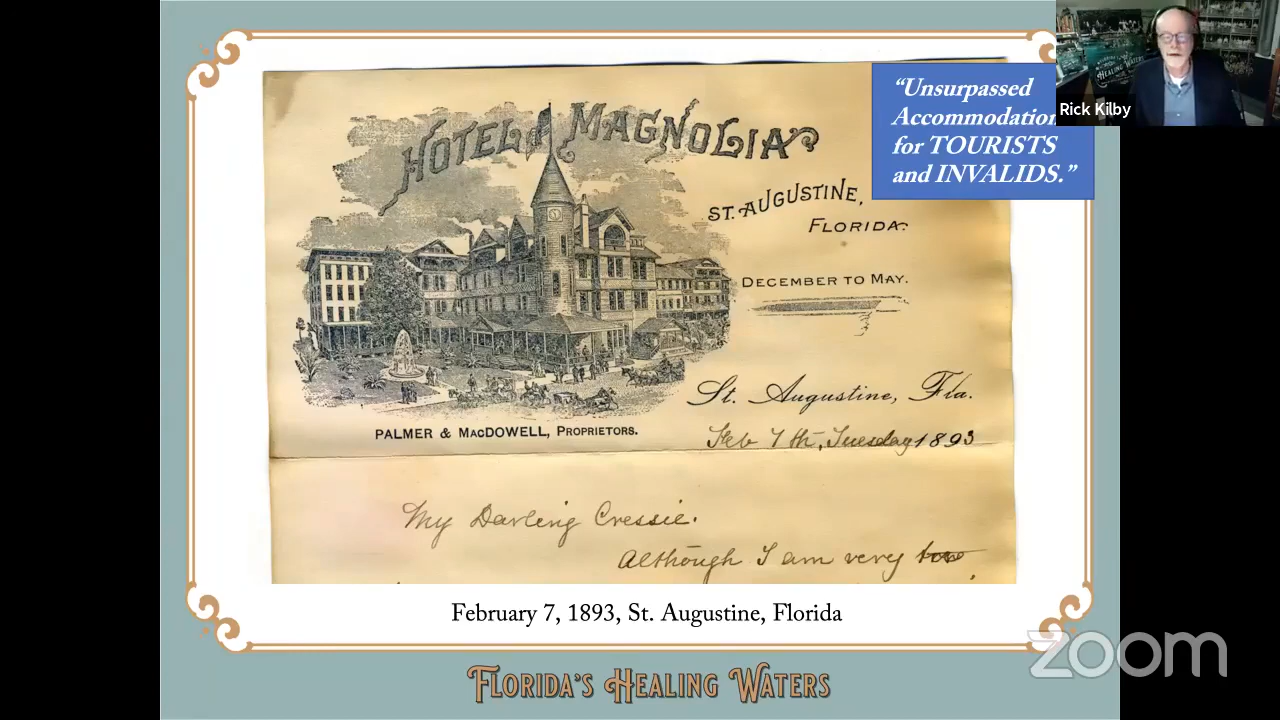 HOTEL MAGNOLIA
ST. AUGUSTINE,
FLORIDA.
DECEMBER TO MAY.
St. Augustine, Fla.
Feb 7th, Tuesday 1893
PALMER & MACDOWELL, PROPRIETORS.
My Darling Cressie.
Although I am very
“Unsurpassed
Accommodation
for TOURISTS
and INVALIDS.”
Rick Kilby
HEALING WATERS
February 7, 1893, St. Augustine, Florida
FLORIDA'S HEALING WATERS
zoom